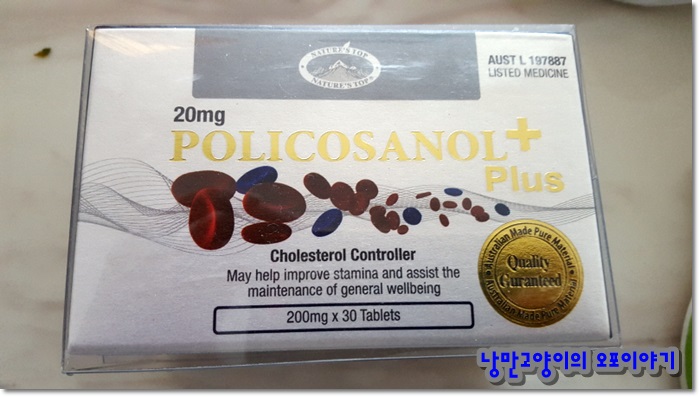 NATURE'S TOP
NATURE'S TOP
AUST L 197887
LISTED MEDICINE
20mg
POLICOSANOL+
Plus
Cholesterol Controller
May help improve stamina and assist the
maintenance of general wellbeing
200mg x 30 Tablets
Australian Made Pure Material
Quality
Guranteed
Australian Made Pure Material
낭만고양이의 오포이야기